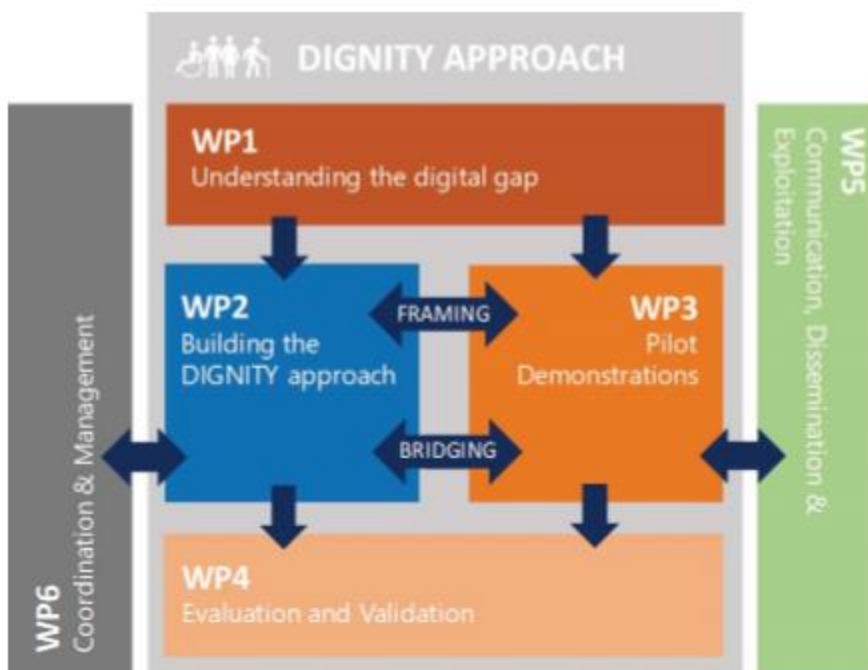 DIGNITY APPROACH
WP1
Understanding the digital gap
WP2
Building the
DIGNITY approach
FRAMING
BRIDGING
WP3
Pilot
Demonstrations
WP4
Evaluation and Validation
WP6
Coordination & Management
WP5
Communication, Dissemination &
Exploitation